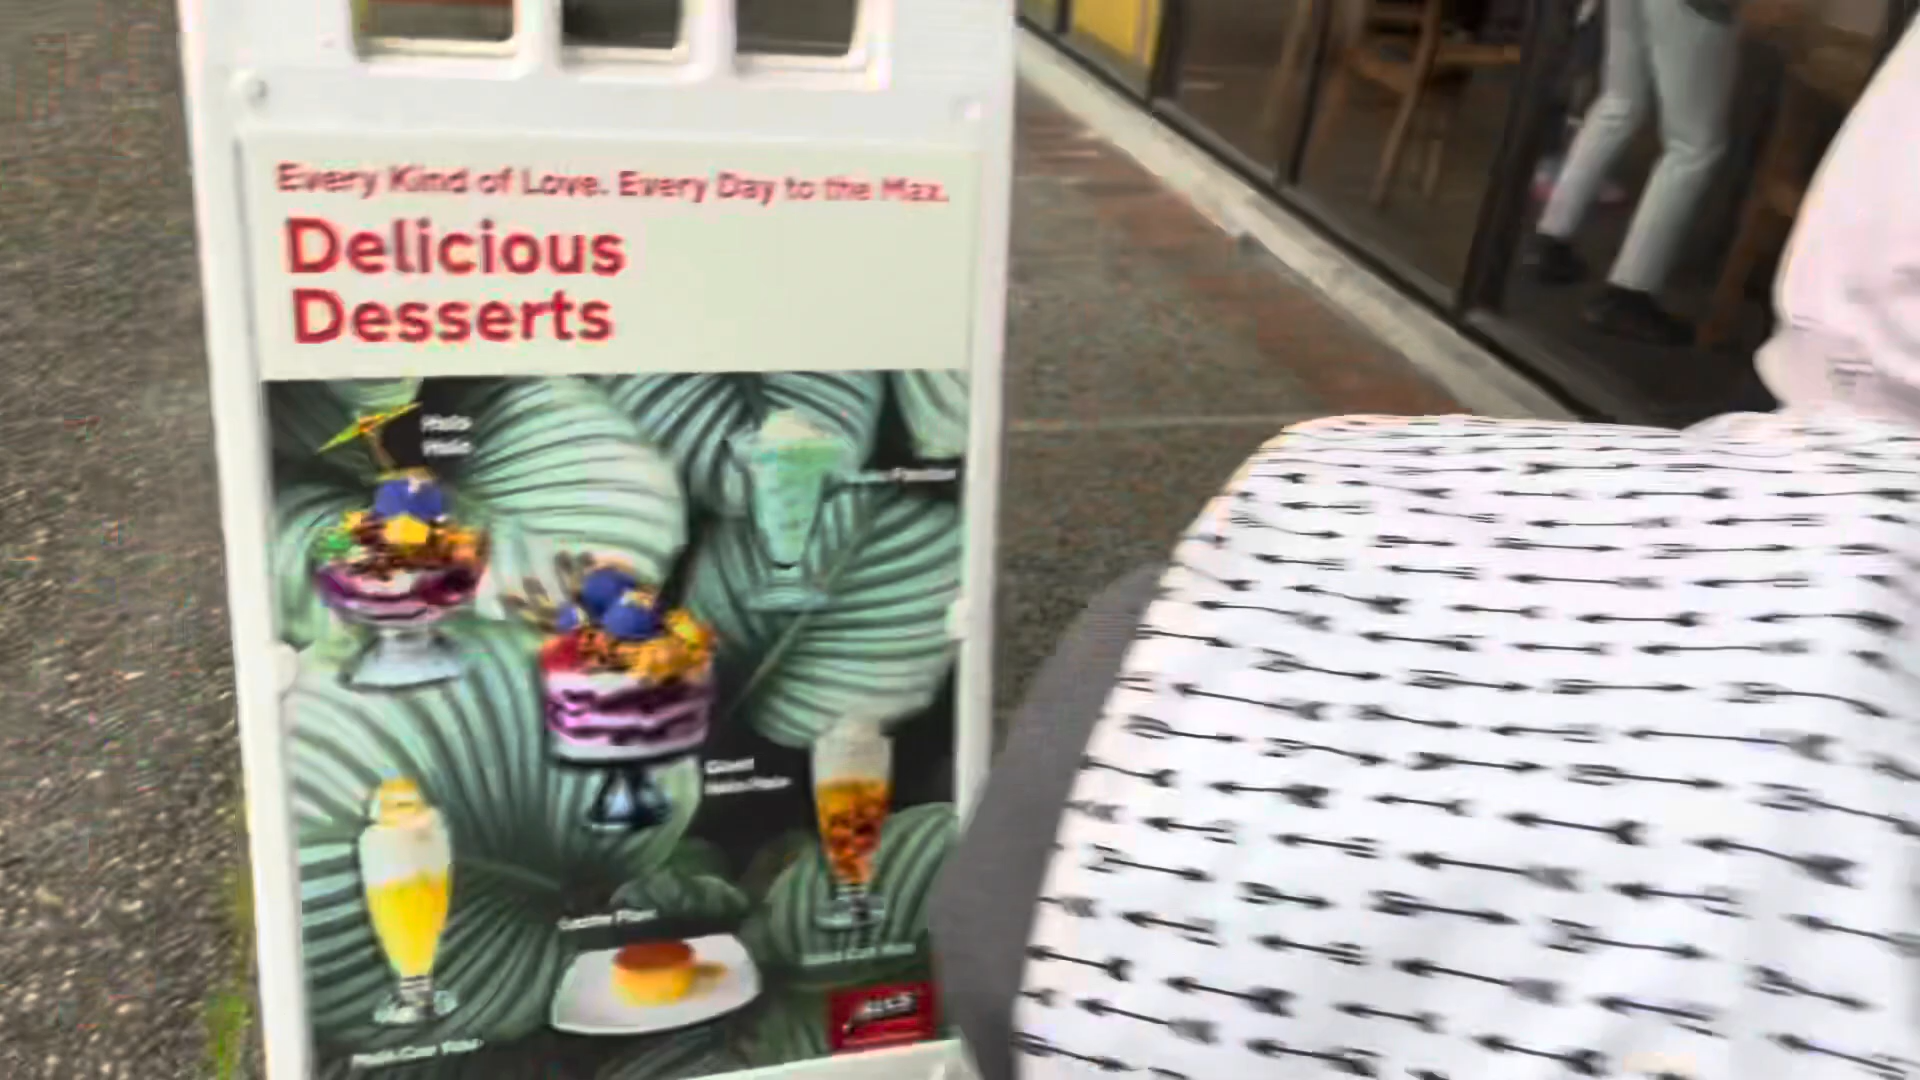 Every Kind of Love. Every Day to the Max.
Delicious
Desserts
Halo
Halo
Giant
Halo-Halo
Leche Flan